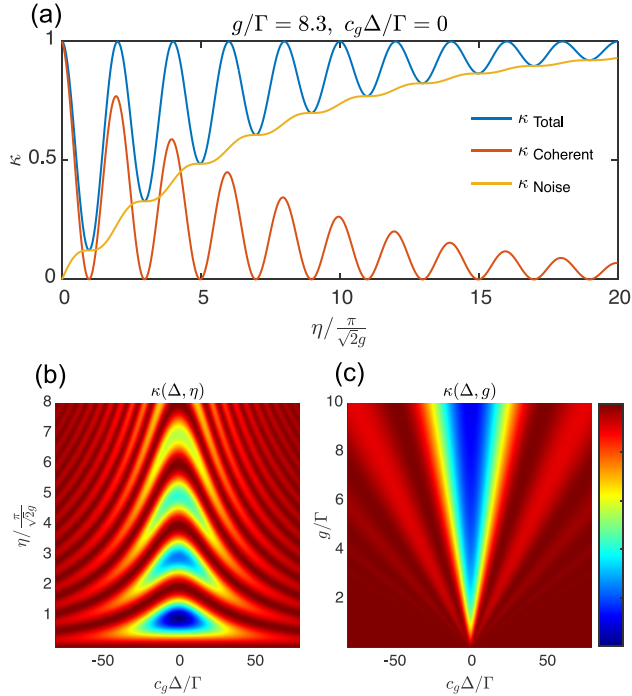 (a)
g/Γ = 8.3, c_gΔ/Γ = 0
1
0.5
0
κ
κ Total
κ Coherent
κ Noise
0 5 10 15 20
η/ π/√2g
(b)
κ(Δ, η)
8
7
6
5
4
3
2
1
η/ π/√2g
-50 0 50
c_gΔ/Γ
(c)
κ(Δ, g)
10
8
6
4
2
g/Γ
-50 0 50
c_gΔ/Γ